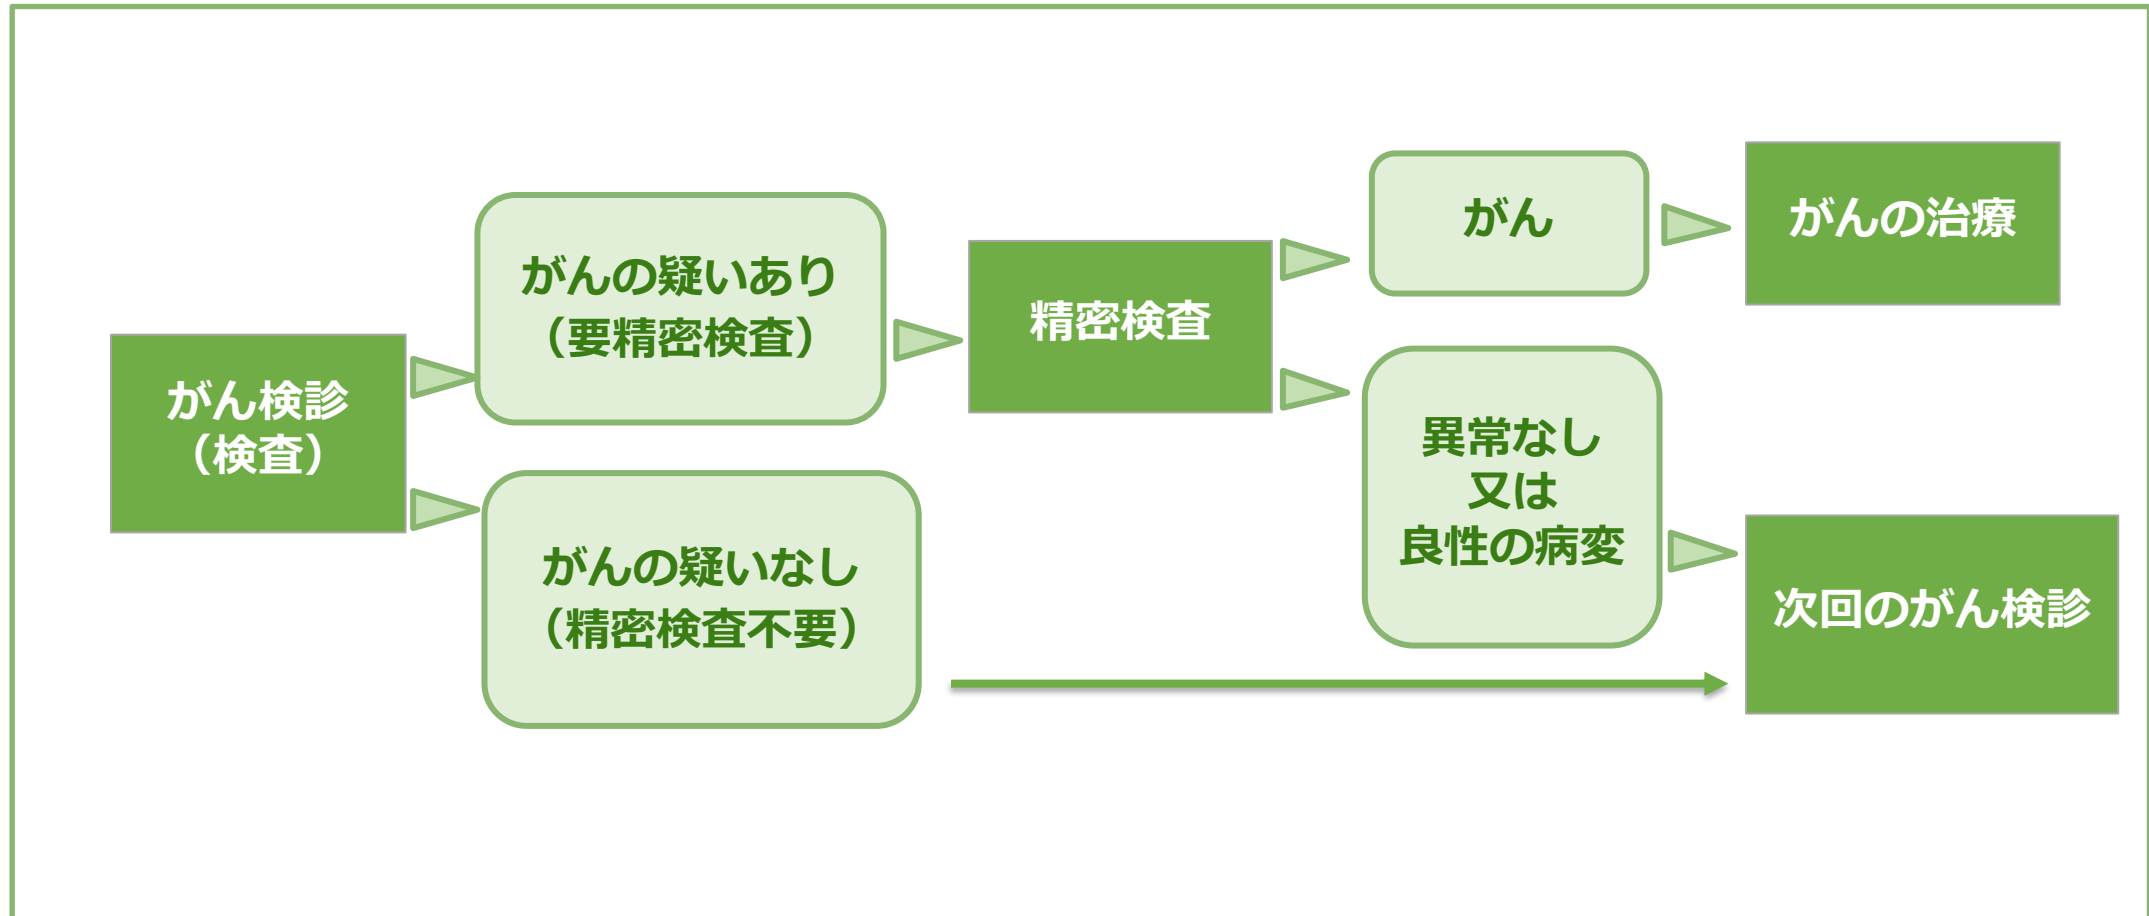 がん検診
（検査）
がんの疑いあり
（要精密検査）
がんの疑いなし
（精密検査不要）
精密検査
がん
異常なし
又は
良性の病変
がんの治療
次回のがん検診